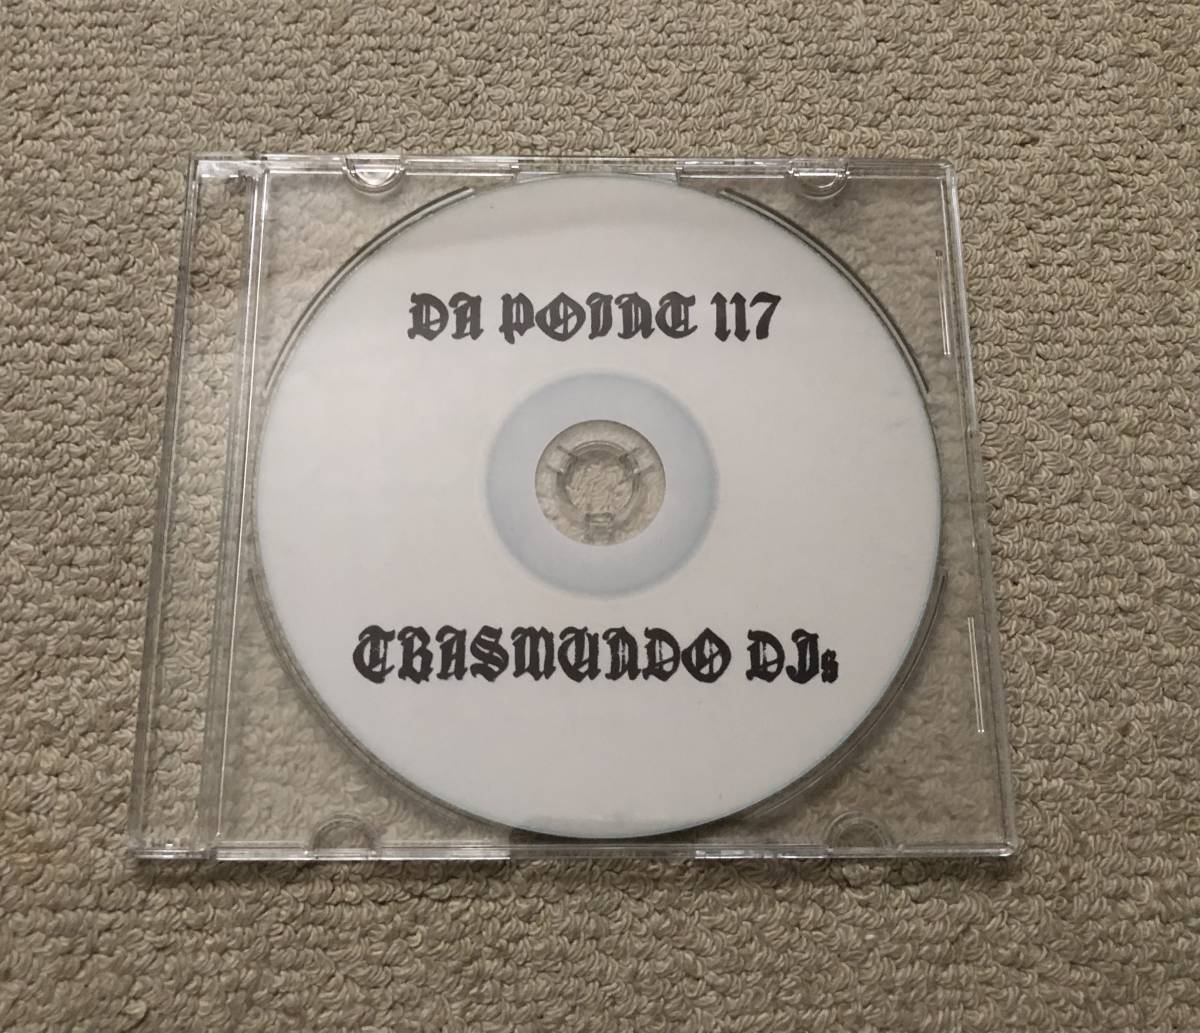 DA POINT 117
TRASMUNDO DJs